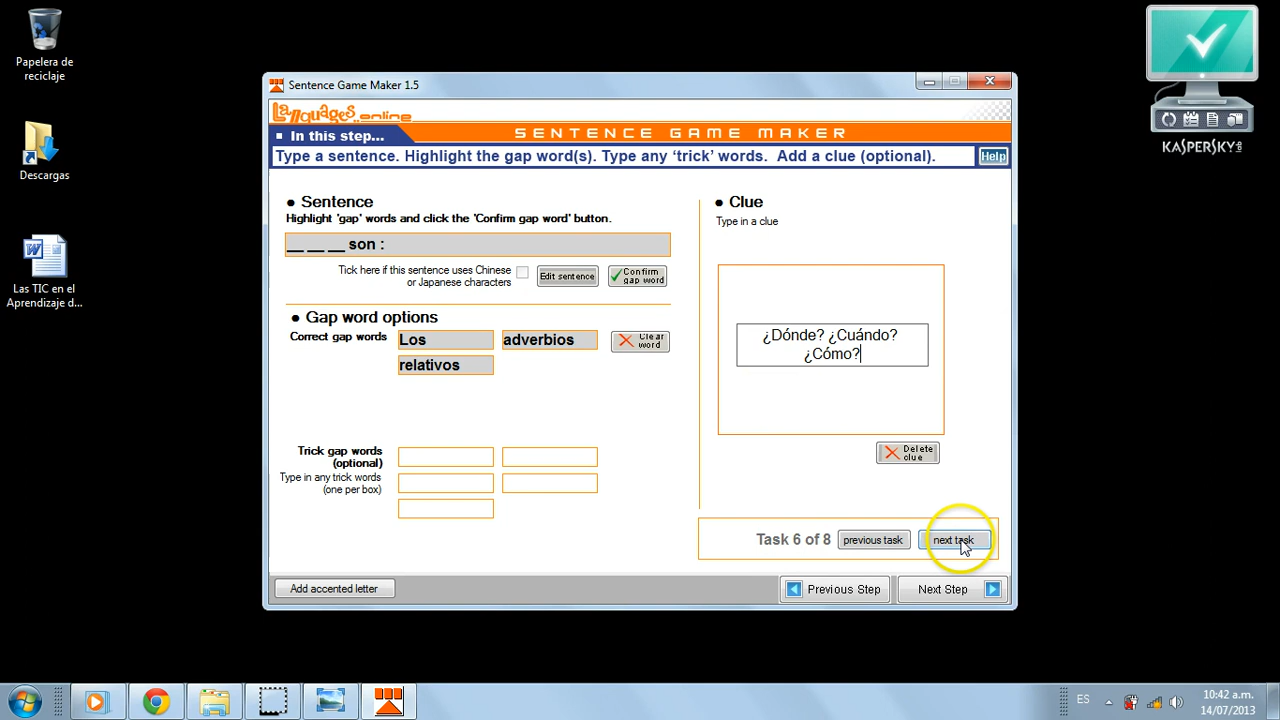 Papelera de
reciclaje
Descargas
Las TIC en el
Aprendizaje d...
KASPERSKY
Sentence Game Maker 1.5
Languages online
In this step...
SENTENCE GAME MAKER
Type a sentence. Highlight the gap word(s). Type any ‘trick’ words. Add a clue (optional).
Help
Sentence
Highlight 'gap' words and click the 'Confirm gap word' button.
__ __ __ son :
Tick here if this sentence uses Chinese
or Japanese characters
Edit sentence
Confirm
gap word
Gap word options
Correct gap words
Los
adverbios
Clear
word
relativos
Trick gap words
(optional)
Type in any trick words
(one per box)
Clue
Type in a clue
¿Dónde? ¿Cuándo?
¿Cómo?
Delete
clue
Task 6 of 8
previous task
next task
Add accented letter
Previous Step
Next Step
ES
10:42 a.m.
14/07/2013